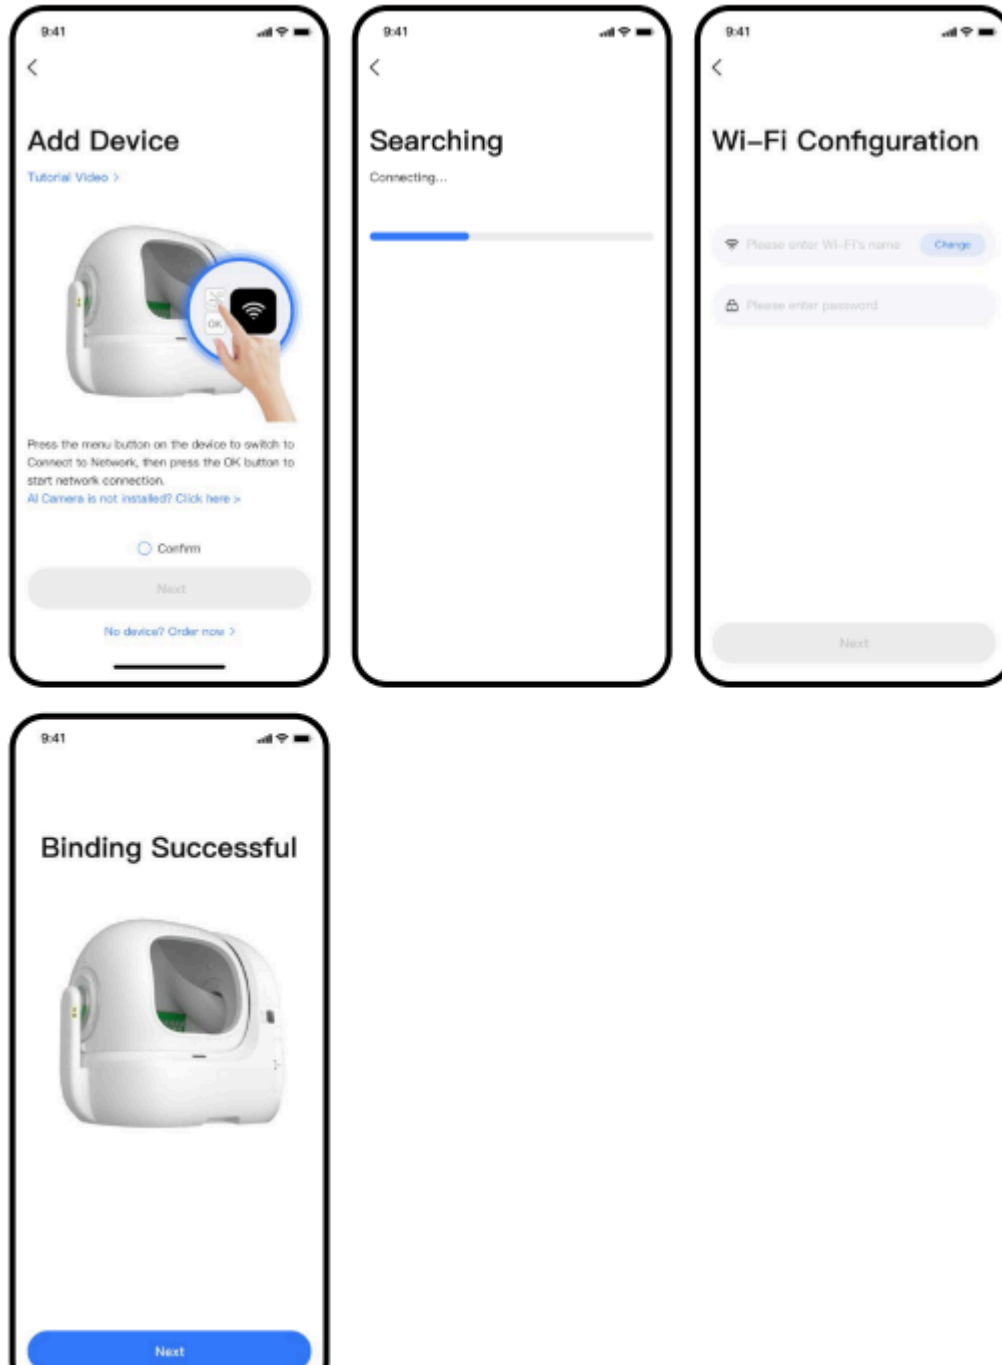 9:41
Add Device
Tutorial Video >
OK
Press the menu button on the device to switch to
Connect to Network, then press the OK button to
start network connection.
AI Camera is not installed? Click here >
Confirm
Next
No device? Order now >
9:41
Searching
Connecting...
9:41
Wi-Fi Configuration
Please enter Wi-Fi's name
Change
Please enter password
Next
9:41
Binding Successful
Next